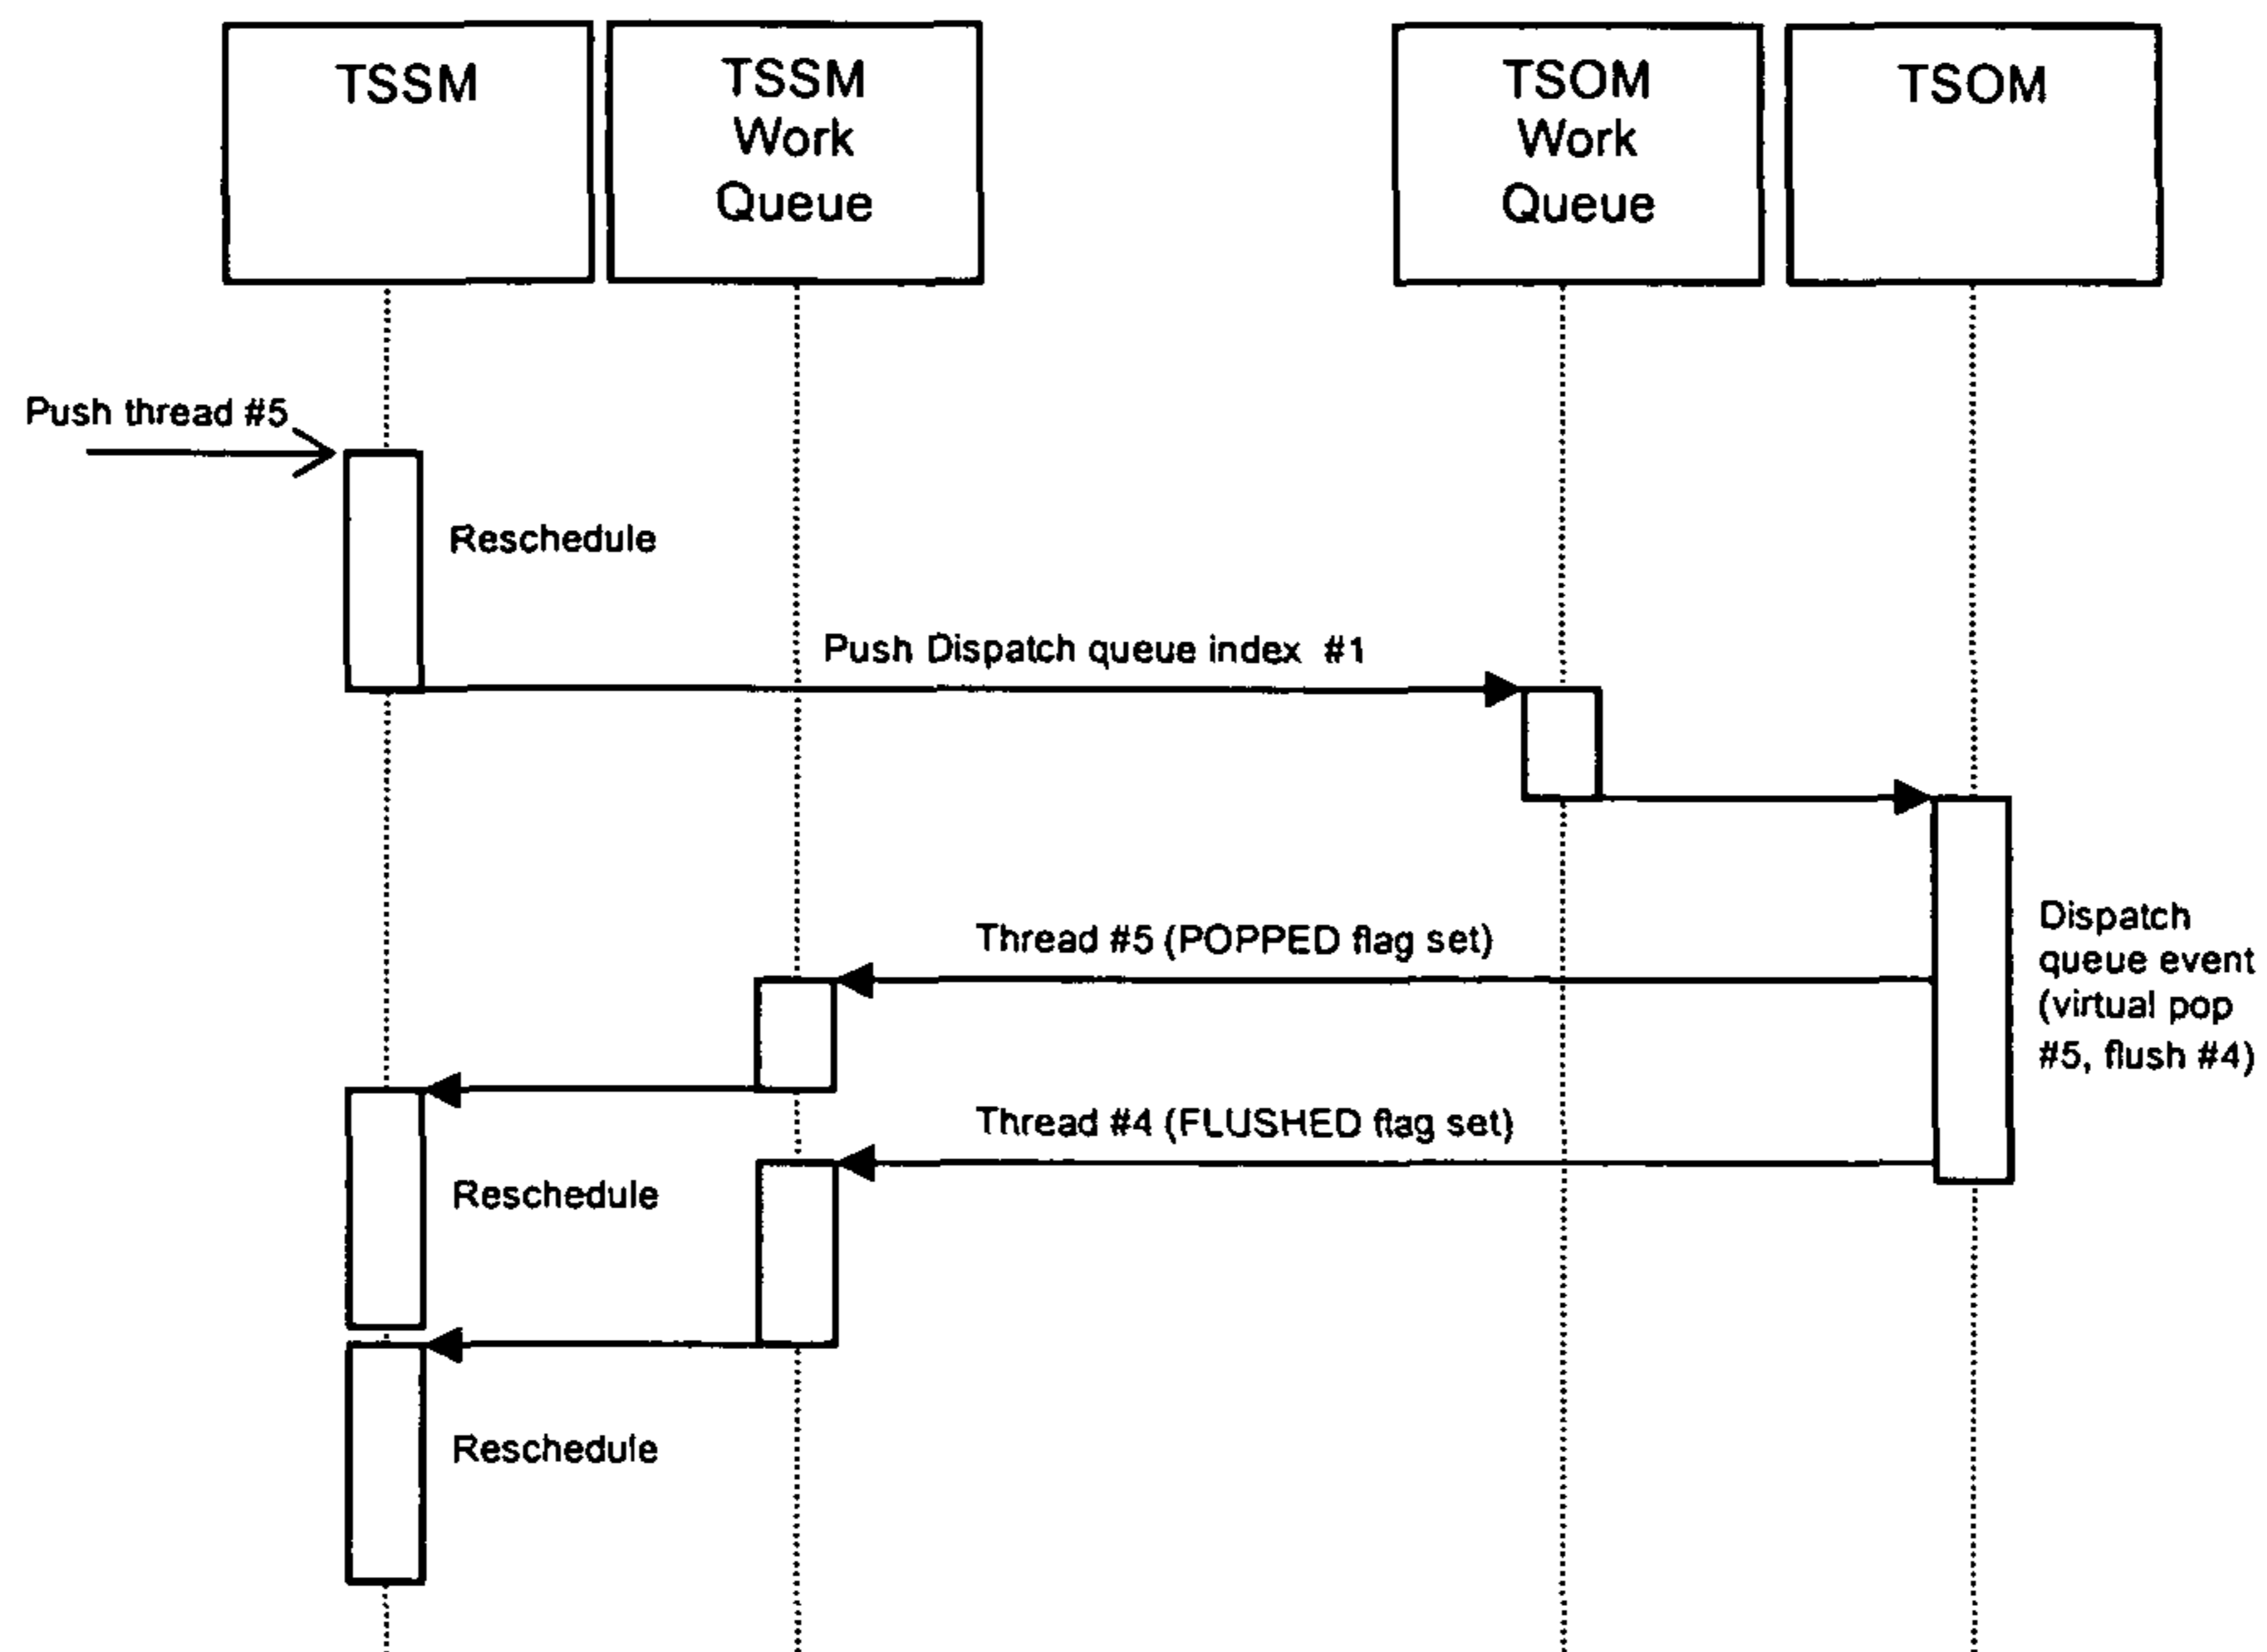 TSSM
TSSM
Work
Queue
TSOM
Work
Queue
TSOM
Push thread #5
Reschedule
Push Dispatch queue index #1
Thread #5 (POPPED flag set)
Dispatch
queue event
(virtual pop
#5, flush #4)
Thread #4 (FLUSHED flag set)
Reschedule
Reschedule